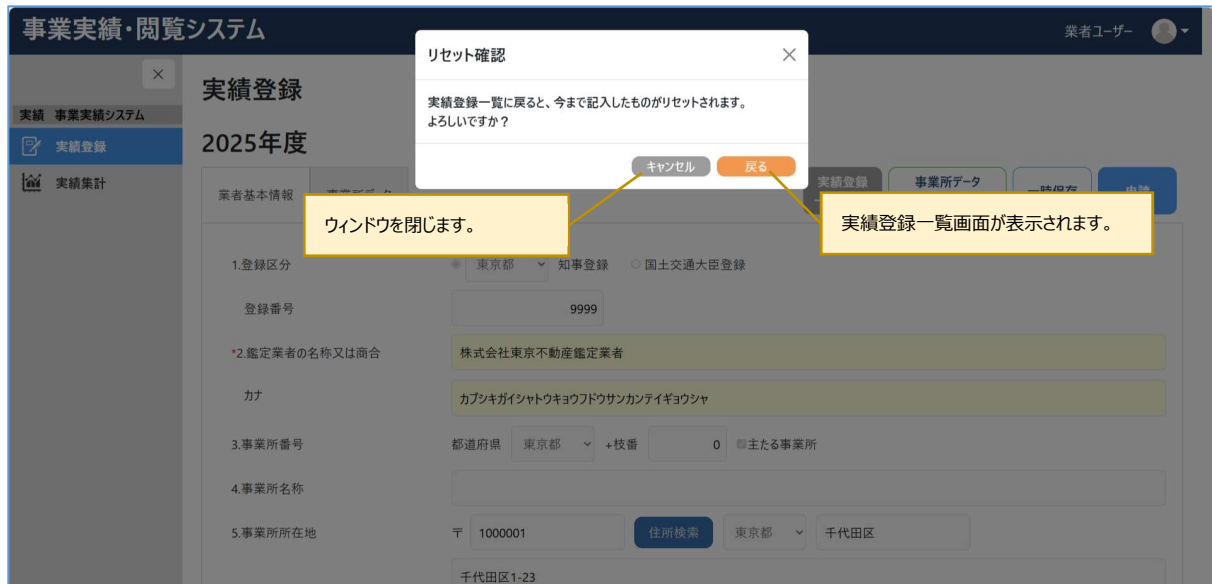 事業実績・閲覧システム
業者ユーザー
リセット確認
実績登録一覧に戻ると、今まで記入したものがリセットされます。
よろしいですか？
キャンセル
戻る
実績 事業実績システム
実績登録
実績集計
実績登録
2025年度
業者基本情報
事業所データ
実績登録
事業所データ
一時保存
申請
ウィンドウを閉じます。
実績登録一覧画面が表示されます。
1.登録区分
東京都 知事登録 国土交通大臣登録
登録番号
9999
*2.鑑定業者の名称又は商合
株式会社東京不動産鑑定業者
カナ
カブシキガイシャトウキョウフドウサンカンテイギョウシャ
3.事業所番号
都道府県 東京都 +枝番 0 主たる事業所
4.事業所名称
5.事業所所在地
〒 1000001 住所検索 東京都 千代田区
千代田区1-23